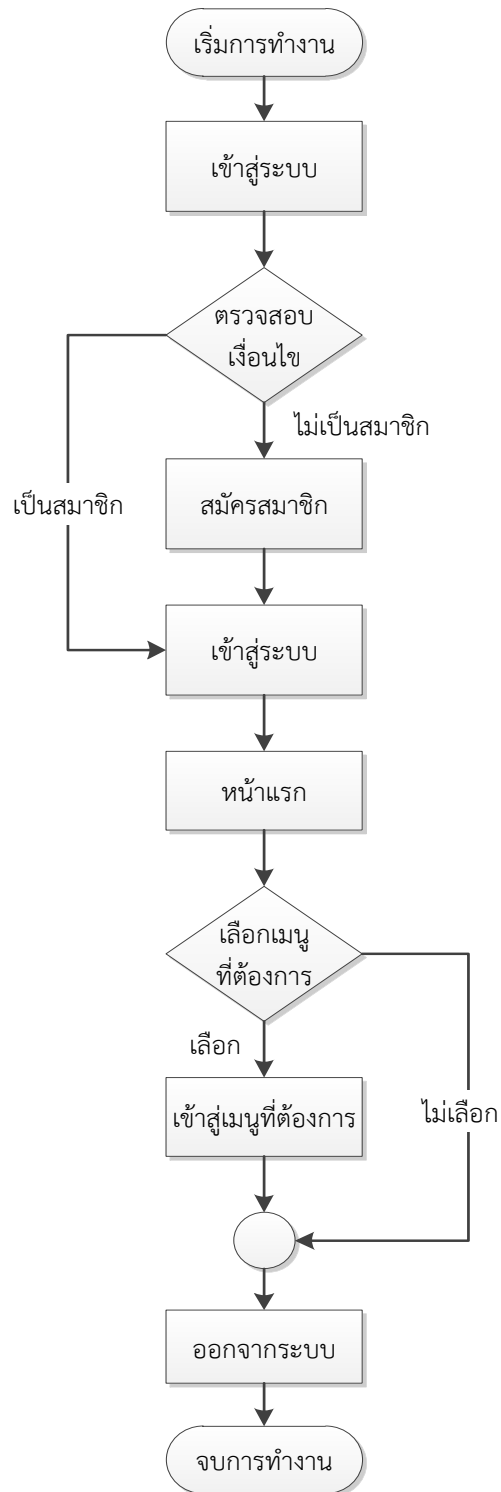 เริ่มการทำงาน
เข้าสู่ระบบ
ตรวจสอบ
เงื่อนไข
ไม่เป็นสมาชิก
เป็นสมาชิก
สมัครสมาชิก
เข้าสู่ระบบ
หน้าแรก
เลือกเมนู
ที่ต้องการ
เลือก
เข้าสู่เมนูที่ต้องการ
ไม่เลือก
ออกจากระบบ
จบการทำงาน